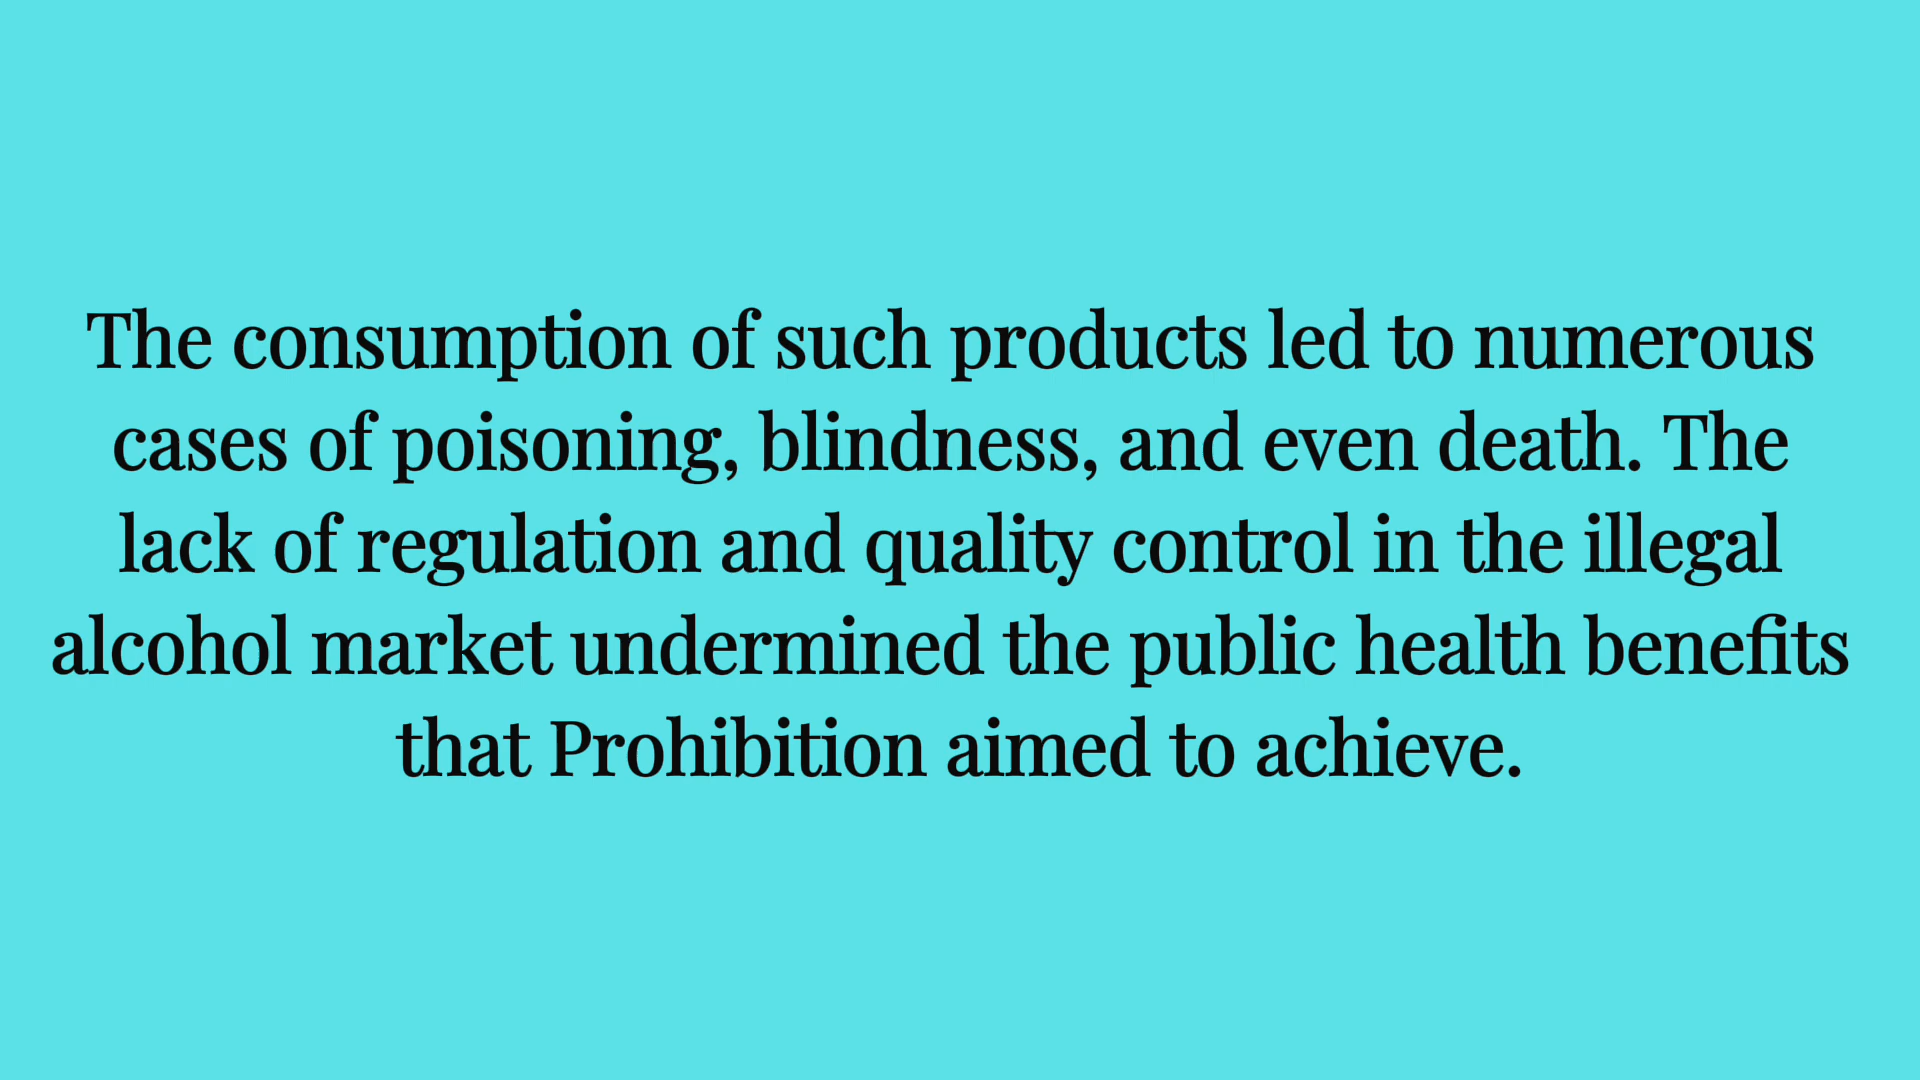 The consumption of such products led to numerous
cases of poisoning, blindness, and even death. The
lack of regulation and quality control in the illegal
alcohol market undermined the public health benefits
that Prohibition aimed to achieve.